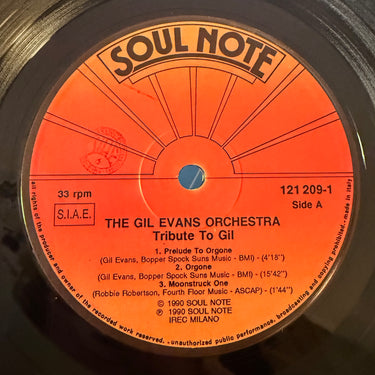 SOUL NOTE
33 rpm
S.I.A.E.
121 209-1
Side A
THE GIL EVANS ORCHESTRA
Tribute To Gil
1. Prelude To Orgone
(Gil Evans, Bopper Spock Suns Music - BMI) - (4'18")
2. Orgone
(Gil Evans, Bopper Spock Suns Music - BMI) - (15'42")
3. Moonstruck One
(Robbie Robertson, Fourth Floor Music - ASCAP) - (1'44")
© 1990 SOUL NOTE
℗ 1990 SOUL NOTE
IREC MILANO
all rights of the producer and owner of the recorded work reserved. unauthorized public performance, broadcasting and copying prohibited. made in italy